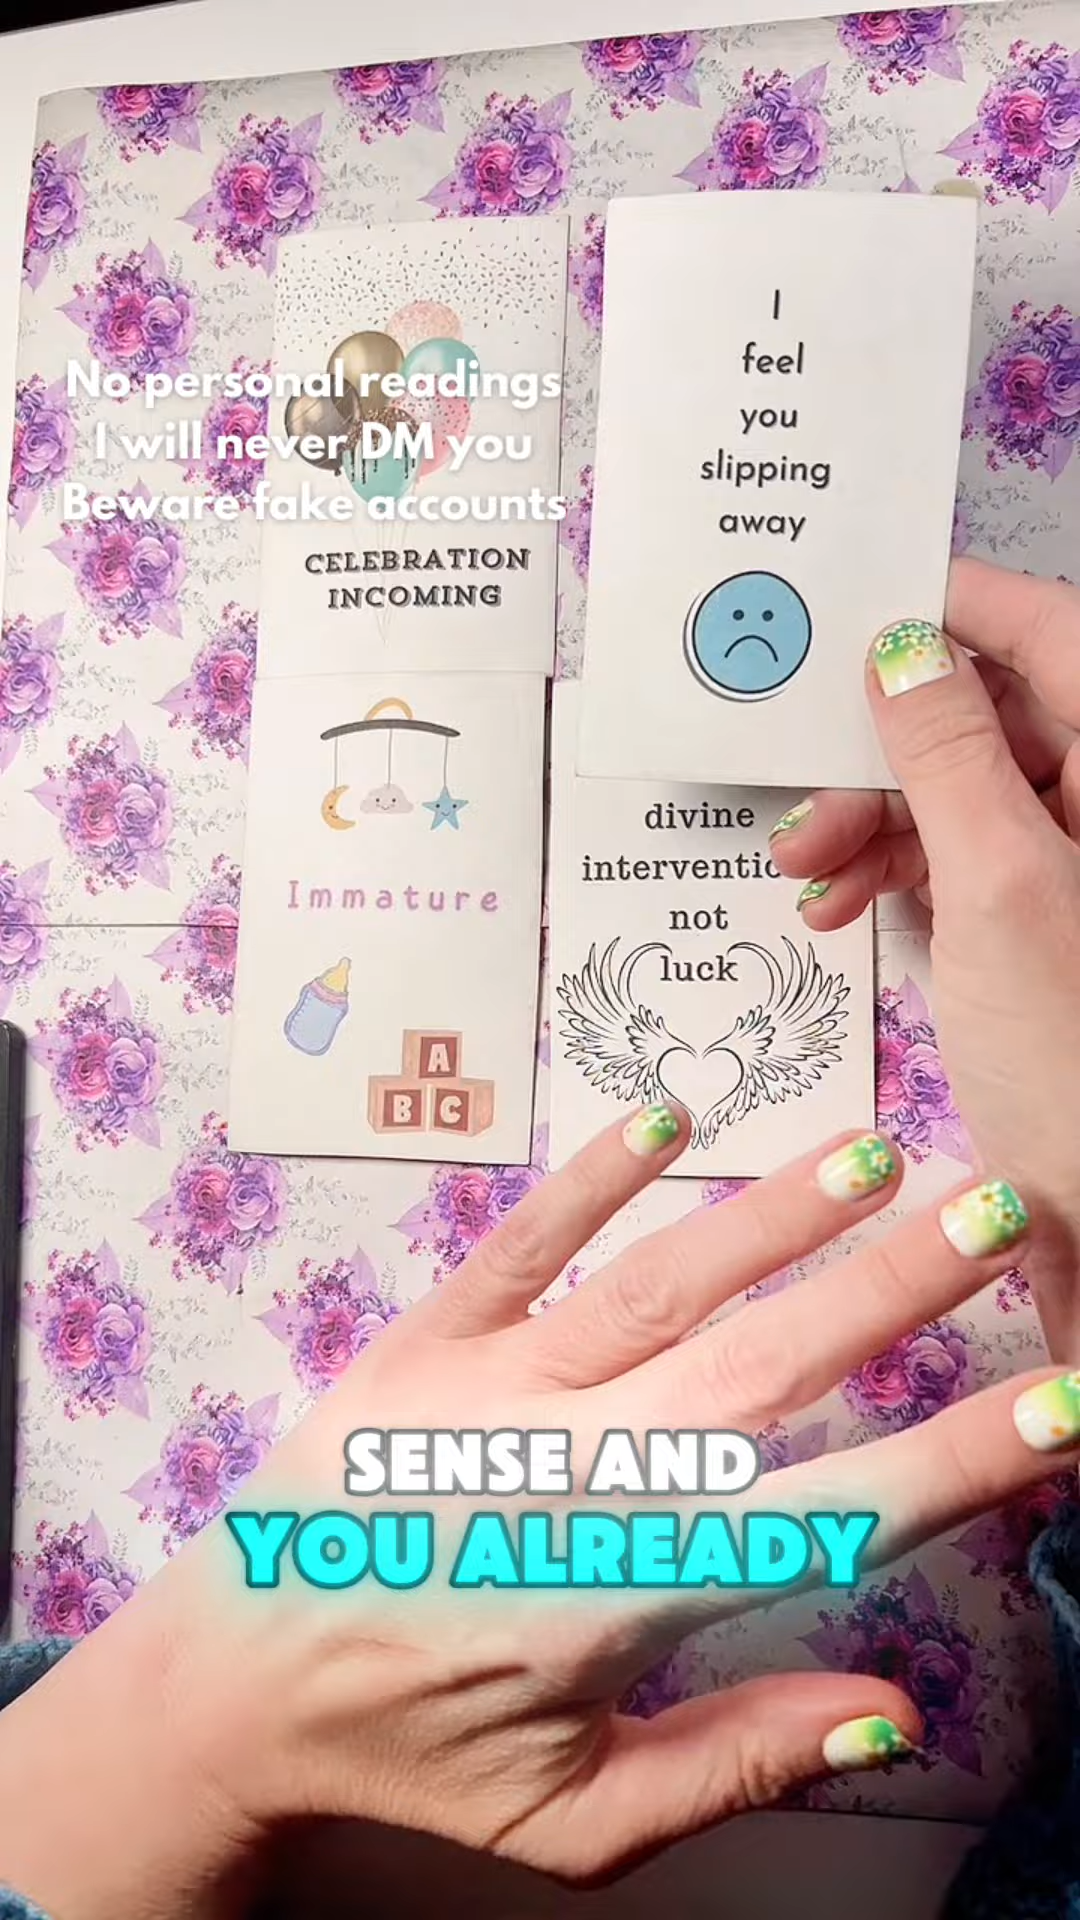 No personal readings
I will never DM you
Beware fake accounts
CELEBRATION
INCOMING
I
feel
you
slipping
away
Immature
A
B C
divine
interventio
not
luck
SENSE AND
YOU ALREADY